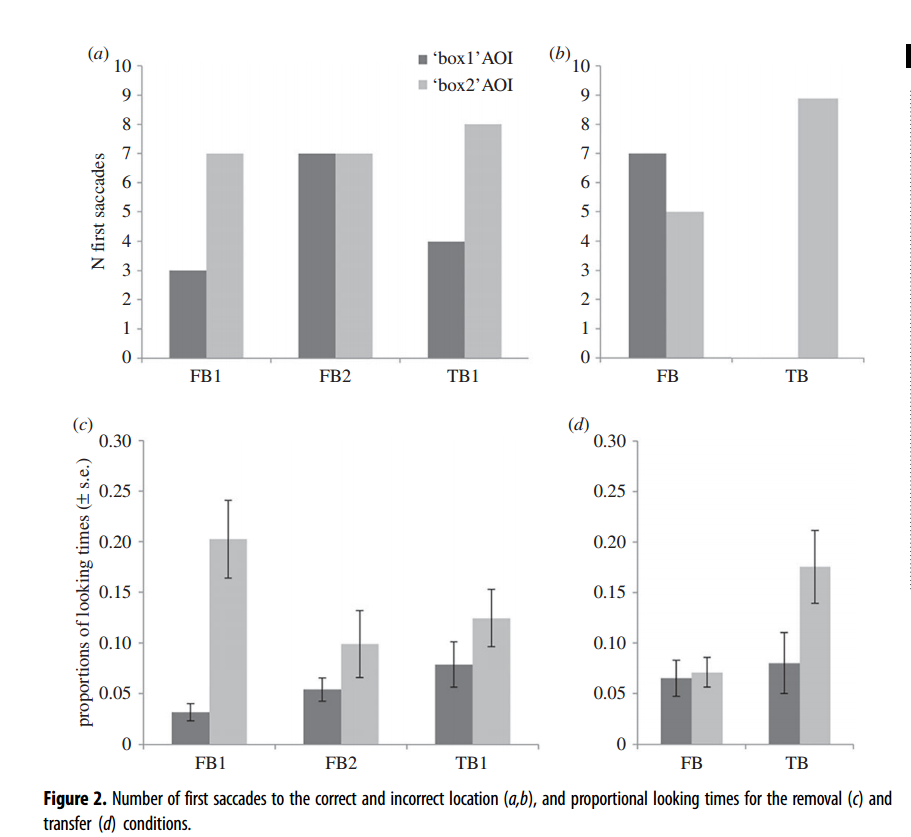 (a)
10
9
8
7
6
5
4
3
2
1
0
N first saccades
'box1'AOI
'box2'AOI
FB1 FB2 TB1
(b)
10
9
8
7
6
5
4
3
2
1
0
FB TB
(c)
0.30
0.25
0.20
0.15
0.10
0.05
0
proportions of looking times (± s.e.)
FB1 FB2 TB1
(d)
0.30
0.25
0.20
0.15
0.10
0.05
0
FB TB
Figure 2. Number of first saccades to the correct and incorrect location (a,b), and proportional looking times for the removal (c) and
transfer (d) conditions.